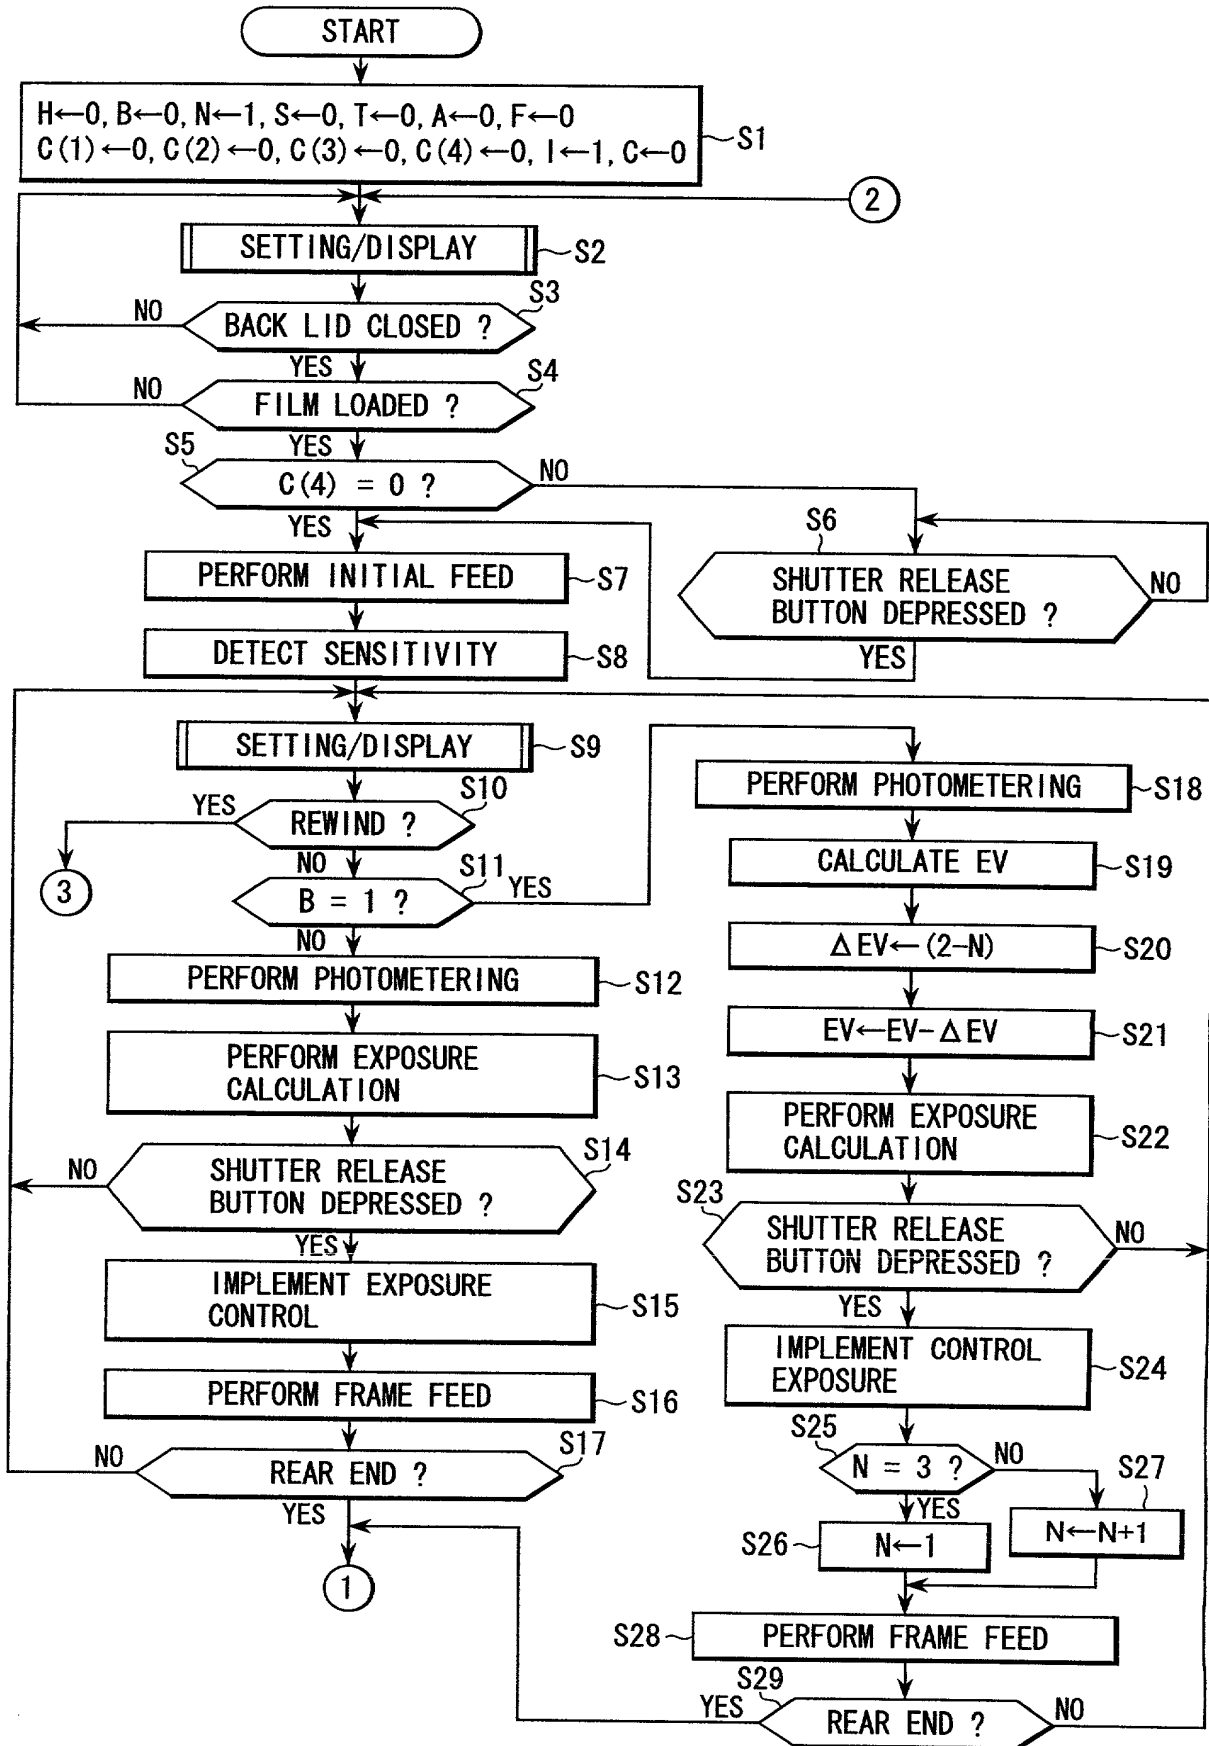 START
H←0, B←0, N←1, S←0, T←0, A←0, F←0
C(1)←0, C(2)←0, C(3)←0, C(4)←0, I←1, C←0
S1
2
SETTING/DISPLAY
S2
S3
NO
BACK LID CLOSED ?
YES
S4
NO
FILM LOADED ?
YES
S5
C(4) = 0 ?
NO
YES
S6
SHUTTER RELEASE
BUTTON DEPRESSED ?
NO
YES
PERFORM INITIAL FEED
S7
DETECT SENSITIVITY
S8
SETTING/DISPLAY
S9
S10
YES
REWIND ?
NO
3
S11
B = 1 ?
YES
NO
PERFORM PHOTOMETERING
S12
PERFORM EXPOSURE
CALCULATION
S13
S14
NO
SHUTTER RELEASE
BUTTON DEPRESSED ?
YES
IMPLEMENT EXPOSURE
CONTROL
S15
PERFORM FRAME FEED
S16
S17
NO
REAR END ?
YES
1
PERFORM PHOTOMETERING
S18
CALCULATE EV
S19
ΔEV←(2-N)
S20
EV←EV-ΔEV
S21
PERFORM EXPOSURE
CALCULATION
S22
S23
SHUTTER RELEASE
BUTTON DEPRESSED ?
NO
YES
IMPLEMENT CONTROL
EXPOSURE
S24
S25
N = 3 ?
NO
YES
S26
N←1
S27
N←N+1
S28
PERFORM FRAME FEED
S29
YES
REAR END ?
NO